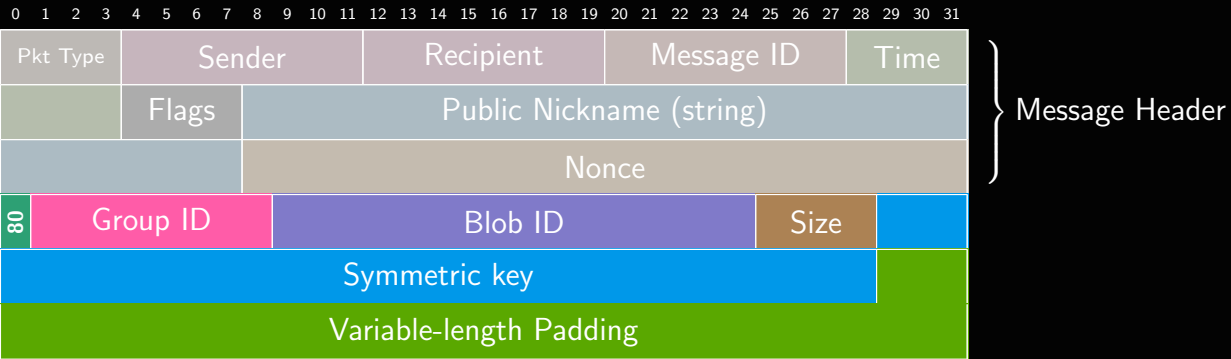 0 1 2 3 4 5 6 7 8 9 10 11 12 13 14 15 16 17 18 19 20 21 22 23 24 25 26 27 28 29 30 31
Pkt Type Sender Recipient Message ID Time
Flags Public Nickname (string) Message Header
Nonce
80 Group ID Blob ID Size
Symmetric key
Variable-length Padding